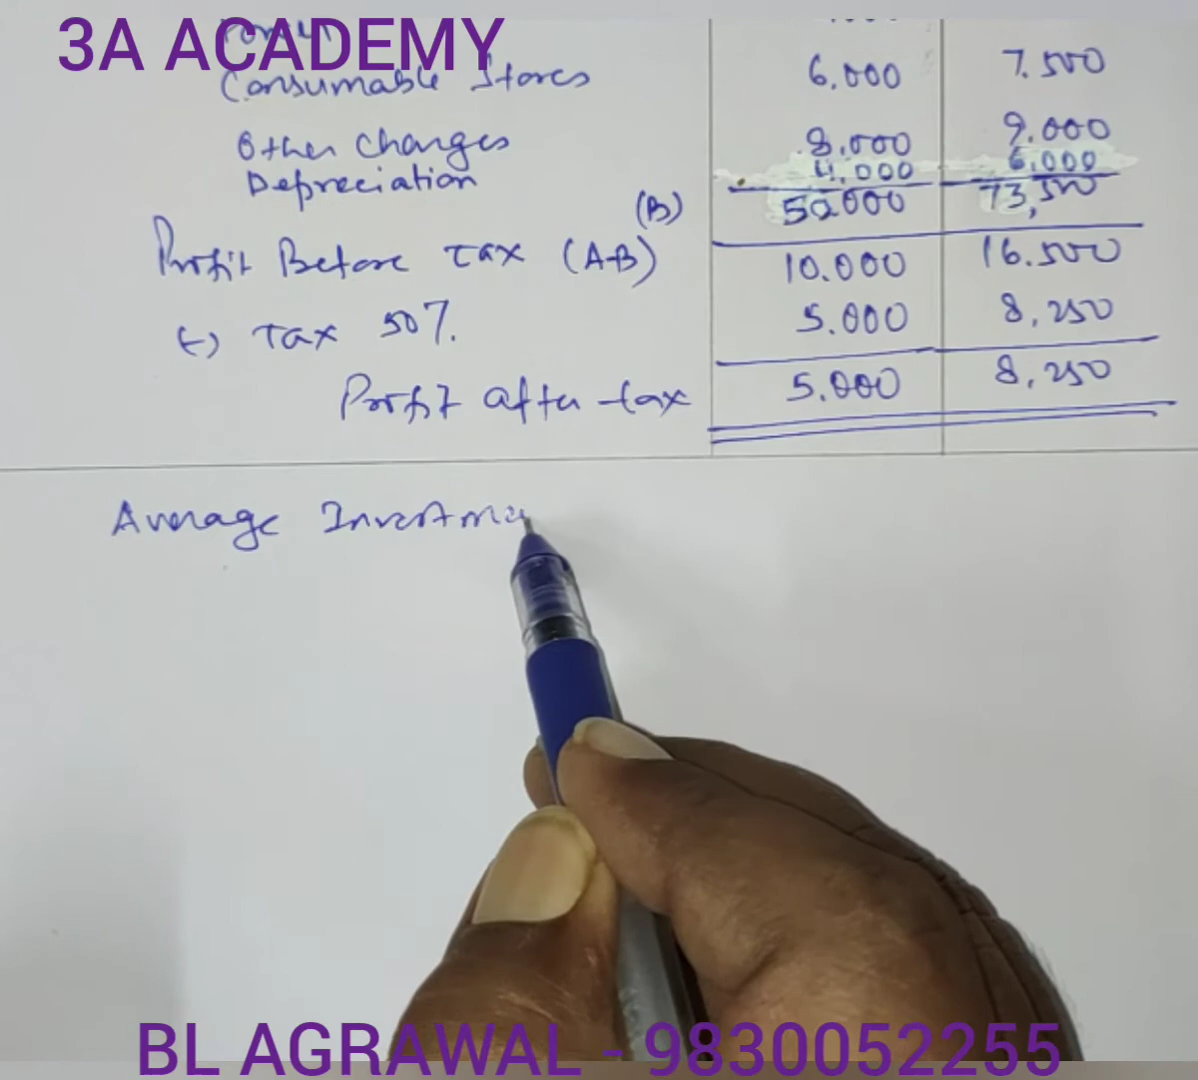 3A ACADEMY
Consumable Stores 6,000 7,500
Other Charges 8,000 9,000
Depreciation 4,000 6,000
(B) 50000 73,500
Profit Before Tax (A-B) 10,000 16,500
(-) Tax 50%. 5,000 8,250
Profit after tax 5,000 8,250
Average Investme
BL AGRAWAL - 9830052255